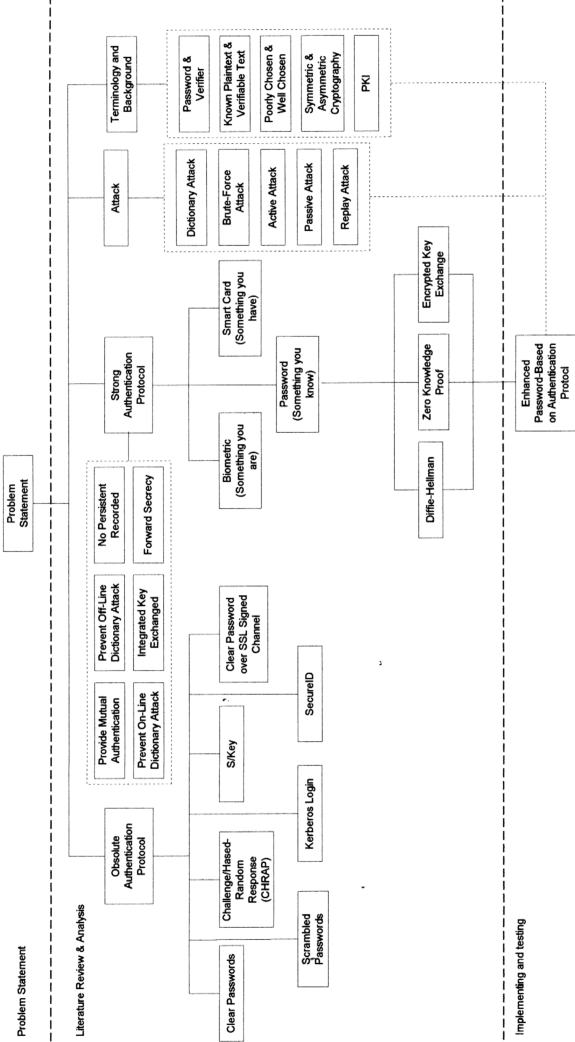 Problem Statement
Problem
Statement
Literature Review & Analysis
Obsolute
Authentication
Protocol
Provide Mutual
Authentication
Prevent Off-Line
Dictionary Attack
No Persistent
Recorded
Prevent On-Line
Dictionary Attack
Integrated Key
Exchanged
Forward Secrecy
Strong
Authentication
Protocol
Attack
Terminology and
Background
Clear Passwords
Challenge/Hased-
Random
Response
(CHRAP)
S/Key
Clear Password
over SSL Signed
Channel
Scrambled
Passwords
Kerberos Login
SecureID
Biometric
(Something you
are)
Smart Card
(Something you
have)
Password
(Something you
know)
Diffie-Hellman
Zero Knowledge
Proof
Encrypted Key
Exchange
Dictionary Attack
Brute-Force
Attack
Active Attack
Passive Attack
Replay Attack
Password &
Verifier
Known Plaintext &
Verifiable Text
Poorly Chosen &
Well Chosen
Symmetric &
Asymmetric
Cryptography
PKI
Implementing and testing
Enhanced
Password-Based
on Authentication
Protocl